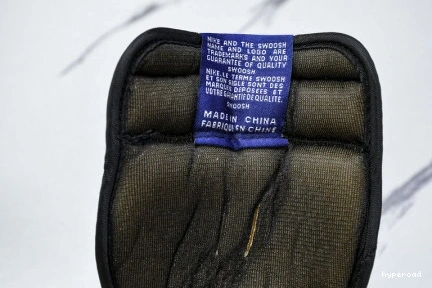 NIKE AND THE SWOOSH
NAME AND LOGO ARE
TRADEMARKS AND YOUR
GUARANTEE OF QUALITY
SWOOSH
NIKE, LE TERME SWOOSH
ET SON SIGLE SONT DES
MARQUES DEPOSEES ET
VOTRE GARANTIE DE QUALITE.
SWOOSH
MADE IN CHINA
FABRIQUE EN CHINE
hyperoad